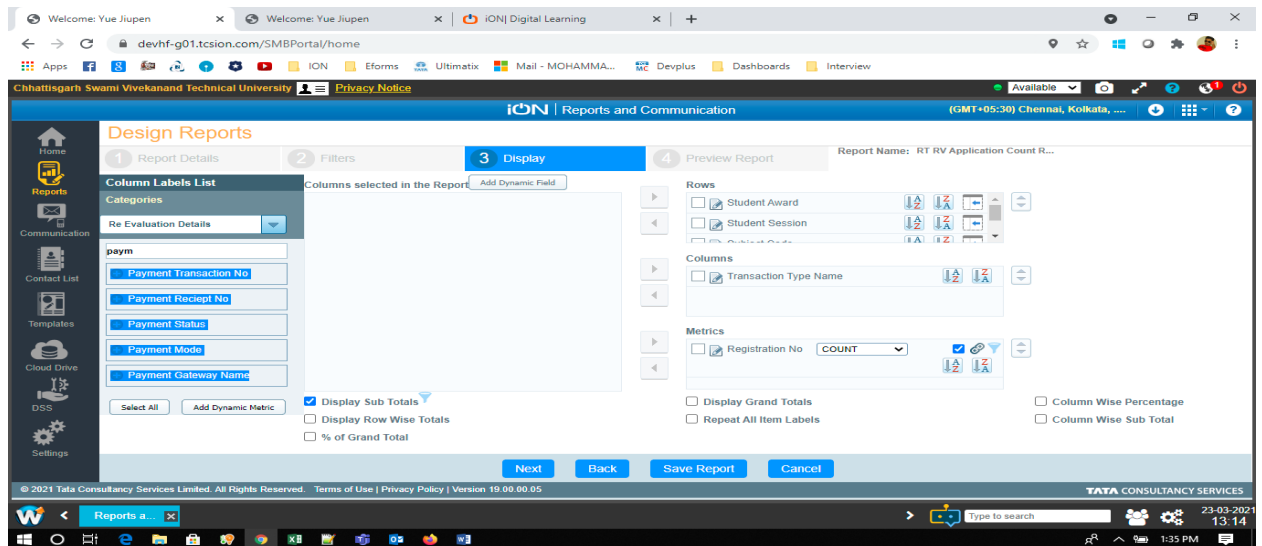 Welcome: Yue Jiupen
Welcome: Yue Jiupen
iON| Digital Learning
devhf-g01.tcsion.com/SMBPortal/home
Apps
ION
Eforms
Ultimatix
Mail - MOHAMMA...
Devplus
Dashboards
Interview
Chhattisgarh Swami Vivekanand Technical University
Privacy Notice
Available
iON | Reports and Communication
(GMT+05:30) Chennai, Kolkata, ....
Home
Reports
Communication
Contact List
Templates
Cloud Drive
DSS
Settings
Design Reports
1 Report Details
2 Filters
3 Display
4 Preview Report
Report Name: RT RV Application Count R...
Column Labels List
Categories
Re Evaluation Details
paym
Payment Transaction No
Payment Reciept No
Payment Status
Payment Mode
Payment Gateway Name
Select All
Add Dynamic Metric
Columns selected in the Report
Add Dynamic Field
Rows
Student Award
Student Session
Subject Code
Columns
Transaction Type Name
Metrics
Registration No
COUNT
Display Sub Totals
Display Row Wise Totals
% of Grand Total
Display Grand Totals
Repeat All Item Labels
Column Wise Percentage
Column Wise Sub Total
Next
Back
Save Report
Cancel
© 2021 Tata Consultancy Services Limited. All Rights Reserved. Terms of Use | Privacy Policy | Version 19.00.00.05
TATA CONSULTANCY SERVICES
Reports a...
Type to search
23-03-2021
13:14
1:35 PM